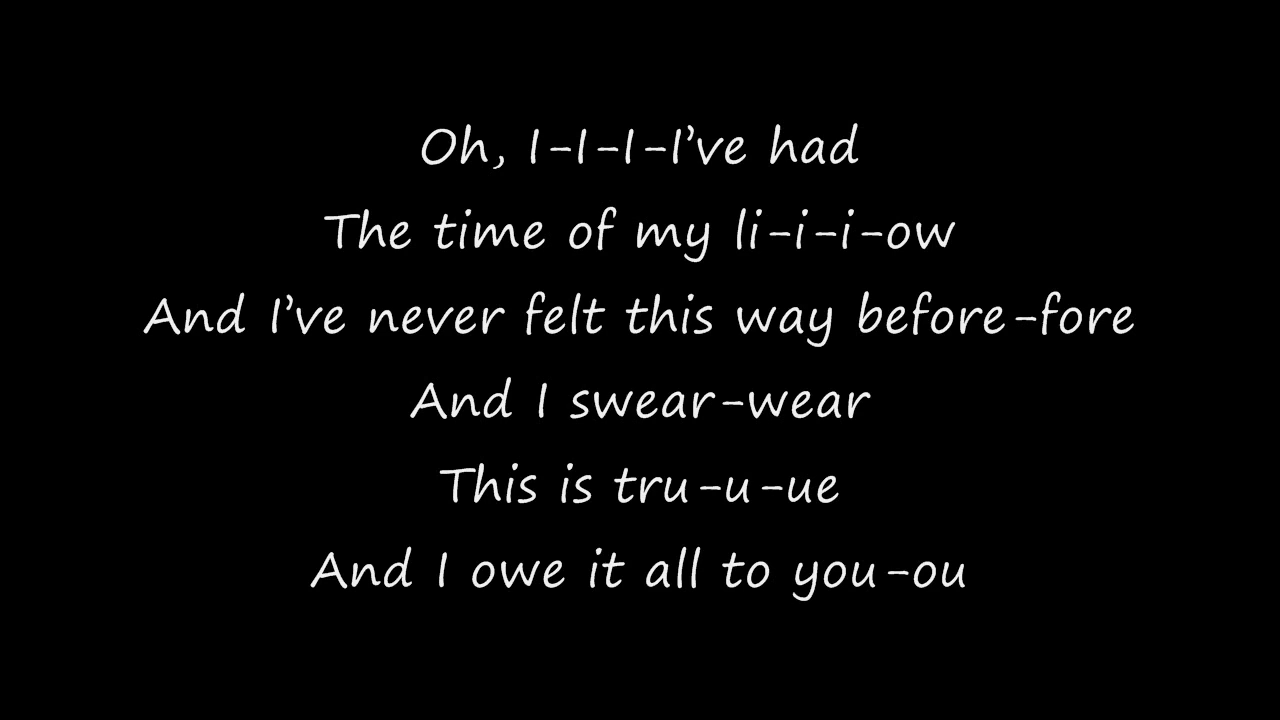 Oh, I-I-I-I've had
The time of my li-i-i-ow
And I've never felt this way before-fore
And I swear-wear
This is tru-u-ue
And I owe it all to you-ou